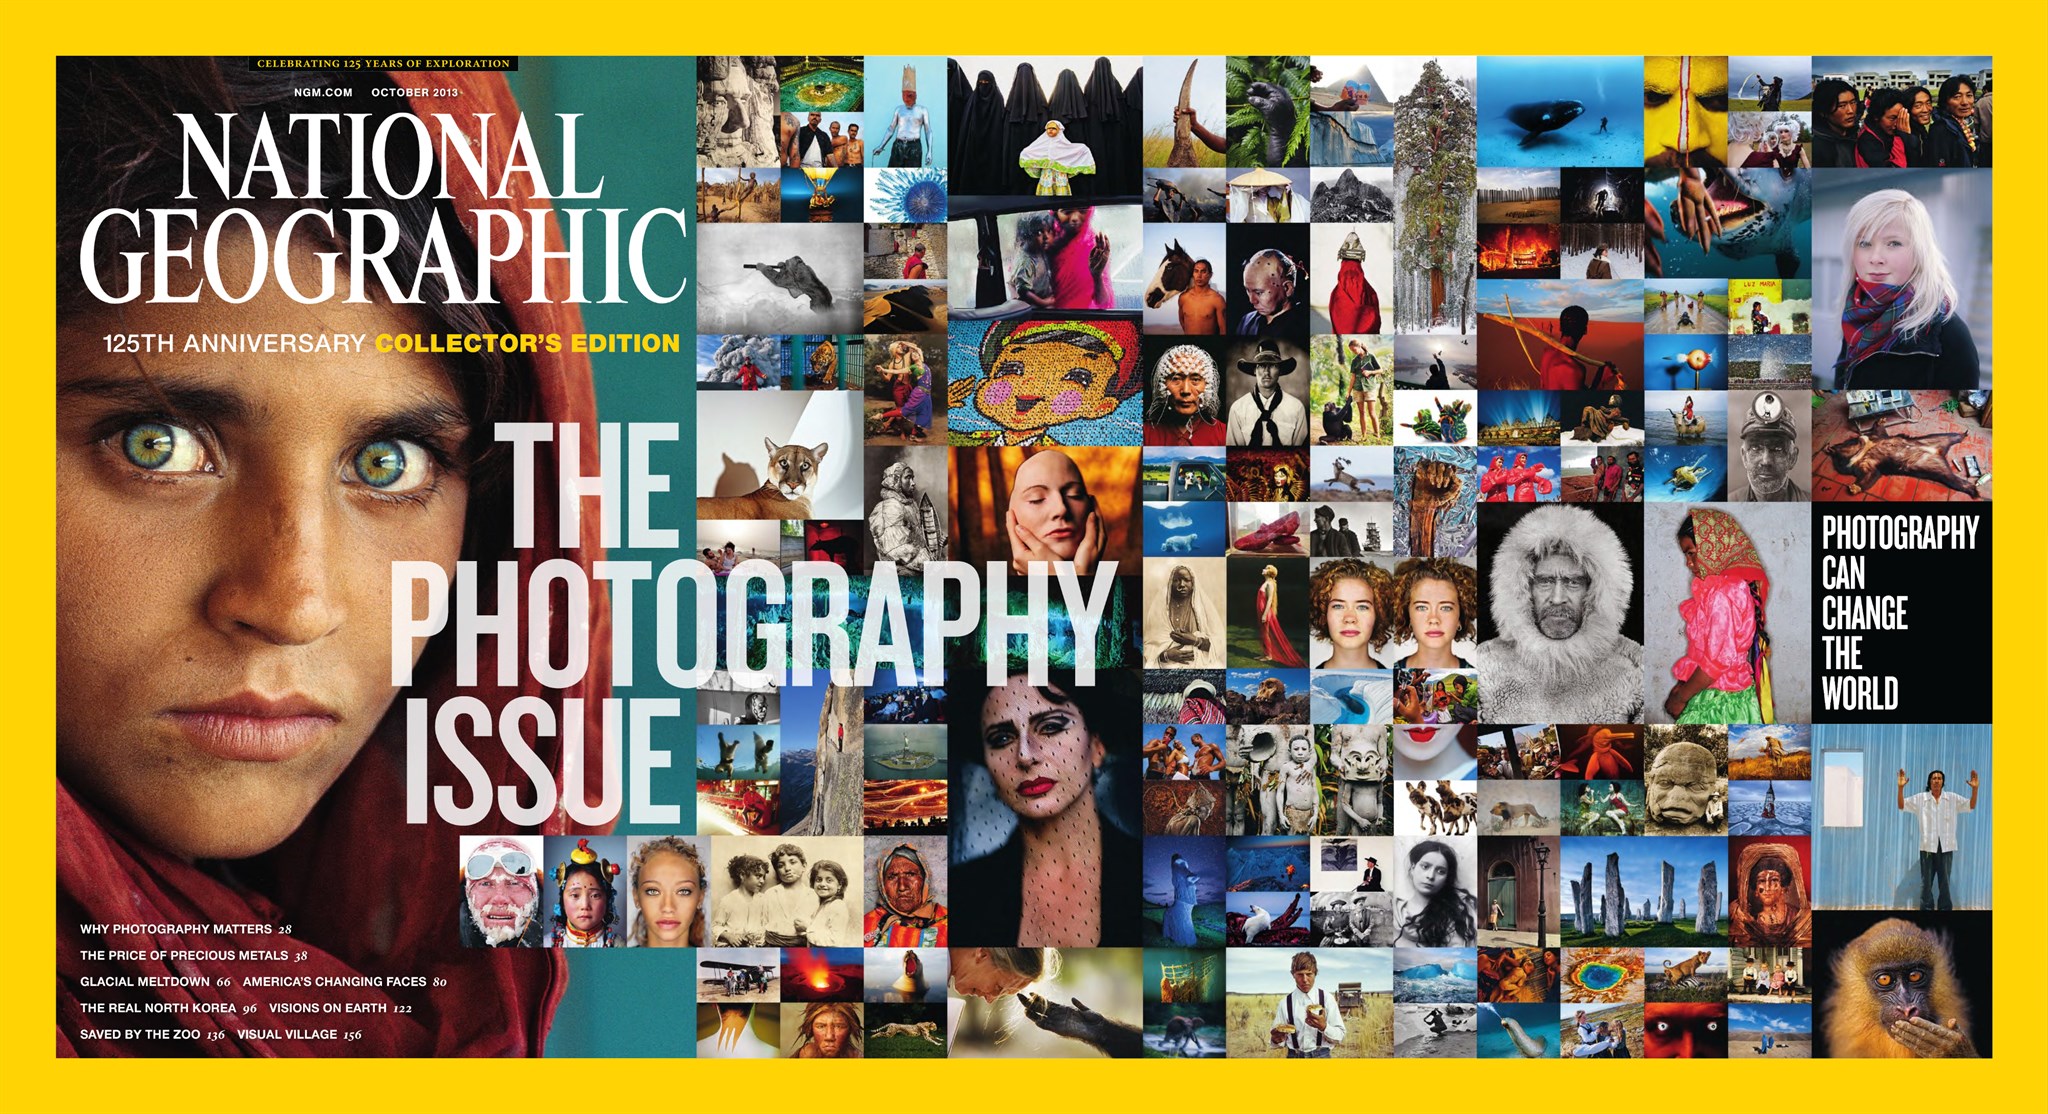 CELEBRATING 125 YEARS OF EXPLORATION
NGM.COM OCTOBER 2013
NATIONAL
GEOGRAPHIC
125TH ANNIVERSARY COLLECTOR'S EDITION
THE
PHOTOGRAPHY
ISSUE
WHY PHOTOGRAPHY MATTERS 28
THE PRICE OF PRECIOUS METALS 38
GLACIAL MELTDOWN 66 AMERICA'S CHANGING FACES 80
THE REAL NORTH KOREA 96 VISIONS ON EARTH 122
SAVED BY THE ZOO 136 VISUAL VILLAGE 156
LUZ MARIA
PHOTOGRAPHY
CAN
CHANGE
THE
WORLD